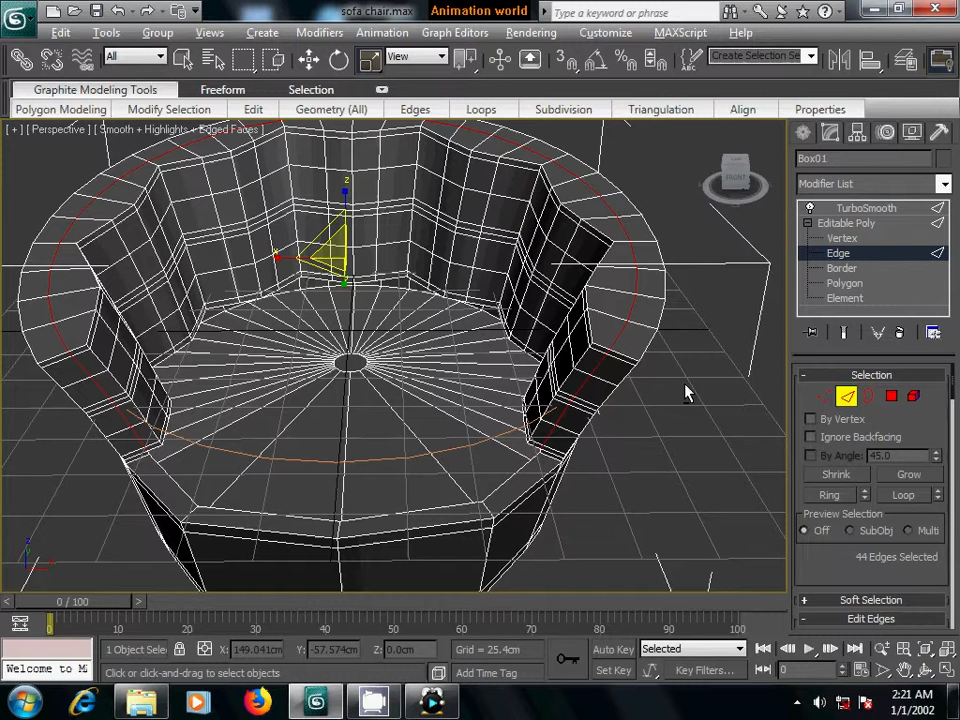 sofa chair.max
Animation world
Type a keyword or phrase
Edit Tools Group Views Create Modifiers Animation Graph Editors Rendering Customize MAXScript Help
All View Create Selection Se
Graphite Modeling Tools Freeform Selection
Polygon Modeling Modify Selection Edit Geometry (All) Edges Loops Subdivision Triangulation Align Properties
[ + ] [ Perspective ] [ Smooth + Highlights + Edged Faces ]
FRONT
z
x
Box01
Modifier List
TurboSmooth
Editable Poly
Vertex
Edge
Border
Polygon
Element
Selection
By Vertex
Ignore Backfacing
By Angle: 45.0
Shrink Grow
Ring Loop
Preview Selection
Off SubObj Multi
44 Edges Selected
Soft Selection
Edit Edges
0 / 100
0 10 20 30 40 50 60 70 80 90 100
1 Object Sele X: 149.041cm Y: -57.574cm Z: 0.0cm Grid = 25.4cm Auto Key Selected
Welcome to M Click or click-and-drag to select objects Add Time Tag Set Key Key Filters... 0
2:21 AM
1/1/2002